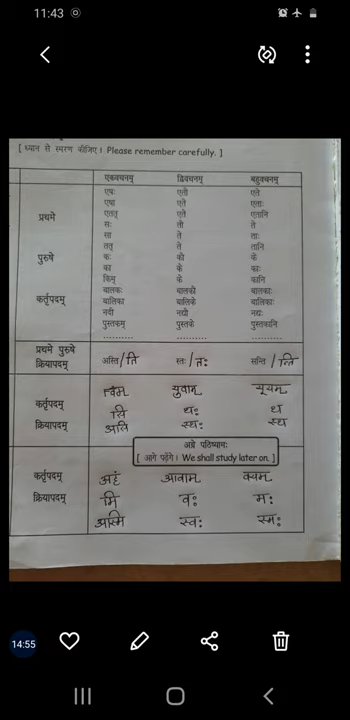 11:43
[ ध्यान से स्मरण कीजिए। Please remember carefully. ]
एकवचनम् द्विवचनम् बहुवचनम्
एषः एतौ एते
एषा एते एताः
एतत् एते एतानि
सः तौ ते
सा ते ताः
तत् ते तानि
कः कौ के
का के काः
किम् के कानि
बालकः बालकौ बालकाः
बालिका बालिके बालिकाः
नदी नद्यौ नद्यः
पुस्तकम् पुस्तके पुस्तकानि
............ ............ ............
प्रथमे
पुरुषे
कर्तृपदम्
प्रथमे पुरुषे
क्रियापदम् अस्ति/ति स्तः/तः सन्ति/न्ति
कर्तृपदम् त्वम युवाम् यूयम्
क्रियापदम् सि थः थ
असि स्थः स्थ
अग्रे पठिष्यामः
[ आगे पढ़ेंगे। We shall study later on. ]
कर्तृपदम् अहं आवाम् वयम्
क्रियापदम् मि वः मः
अस्मि स्वः स्मः
14:55